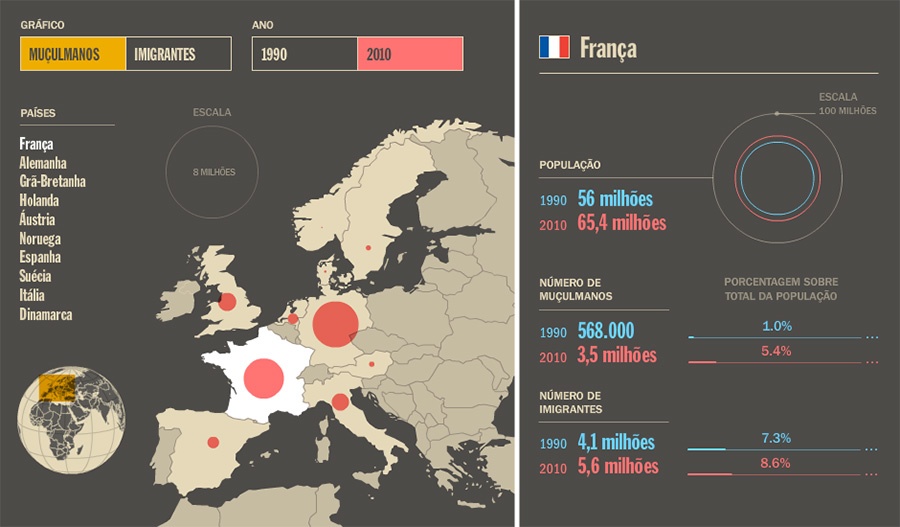 GRÁFICO
MUÇULMANOS
IMIGRANTES
ANO
1990
2010
PAÍSES
França
Alemanha
Grã-Bretanha
Holanda
Áustria
Noruega
Espanha
Suécia
Itália
Dinamarca
ESCALA
8 MILHÕES
França
ESCALA
100 MILHÕES
POPULAÇÃO
1990 56 milhões
2010 65,4 milhões
NÚMERO DE
MUÇULMANOS
PORCENTAGEM SOBRE
TOTAL DA POPULAÇÃO
1990 568.000
1.0%
2010 3,5 milhões
5.4%
NÚMERO DE
IMIGRANTES
1990 4,1 milhões
7.3%
2010 5,6 milhões
8.6%